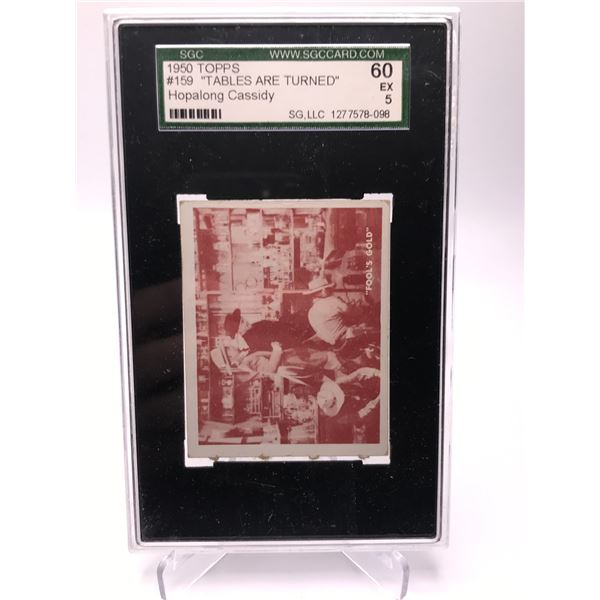 SGC WWW.SGCCARD.COM
1950 TOPPS 60
#159 "TABLES ARE TURNED" EX
Hopalong Cassidy 5
SG,LLC 1277578-098
"FOOL'S GOLD"